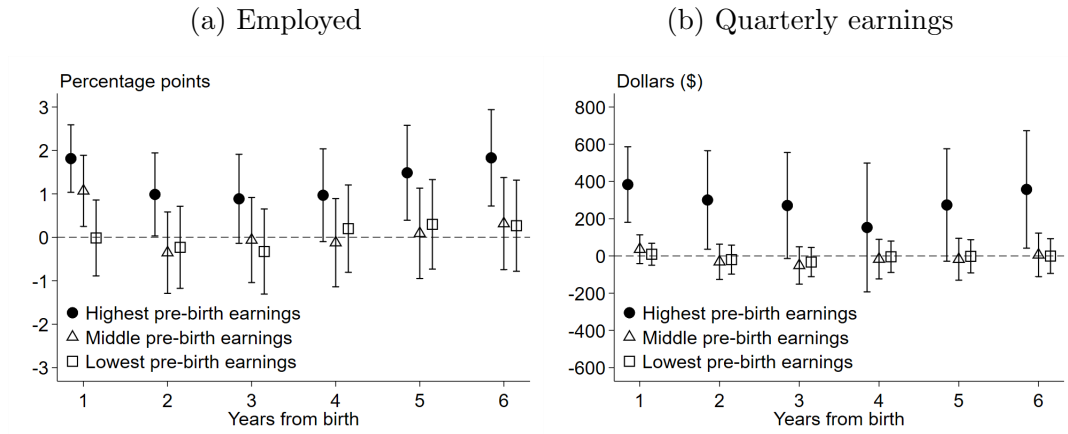 (a) Employed
Percentage points
3
2
1
0
-1
-2
-3
Highest pre-birth earnings
Middle pre-birth earnings
Lowest pre-birth earnings
1 2 3 4 5 6
Years from birth
(b) Quarterly earnings
Dollars ($)
800
600
400
200
0
-200
-400
-600
Highest pre-birth earnings
Middle pre-birth earnings
Lowest pre-birth earnings
1 2 3 4 5 6
Years from birth